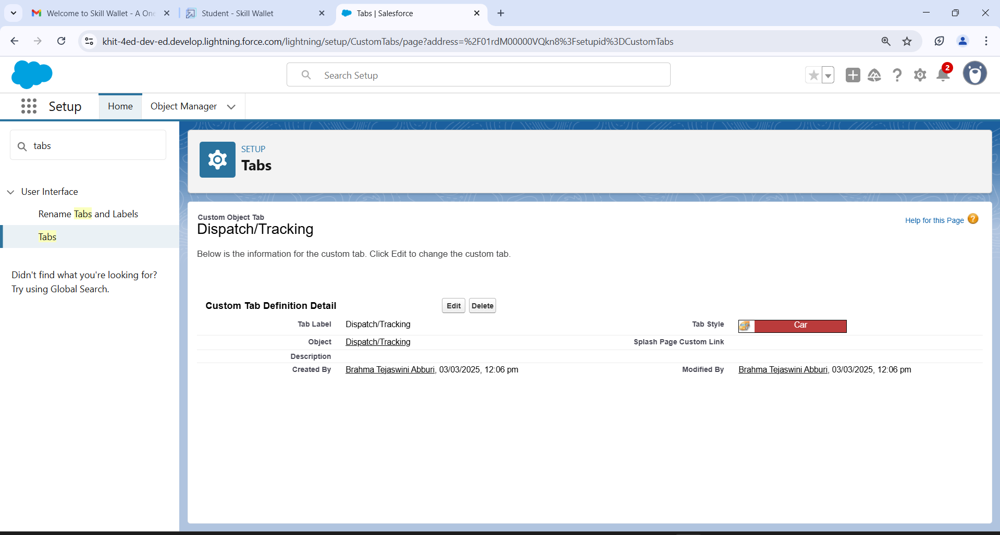 Welcome to Skill Wallet - A One
Student - Skill Wallet
Tabs | Salesforce
khit-4ed-dev-ed.develop.lightning.force.com/lightning/setup/CustomTabs/page?address=%2F01rdM00000VQkn8%3Fsetupid%3DCustomTabs
Search Setup
2
Setup
Home
Object Manager
tabs
User Interface
Rename Tabs and Labels
Tabs
Didn't find what you're looking for?
Try using Global Search.
SETUP
Tabs
Custom Object Tab
Dispatch/Tracking
Help for this Page ?
Below is the information for the custom tab. Click Edit to change the custom tab.
Custom Tab Definition Detail
Edit
Delete
Tab Label Dispatch/Tracking
Tab Style Car
Object Dispatch/Tracking
Splash Page Custom Link
Description
Created By Brahma Tejaswini Abburi, 03/03/2025, 12:06 pm
Modified By Brahma Tejaswini Abburi, 03/03/2025, 12:06 pm